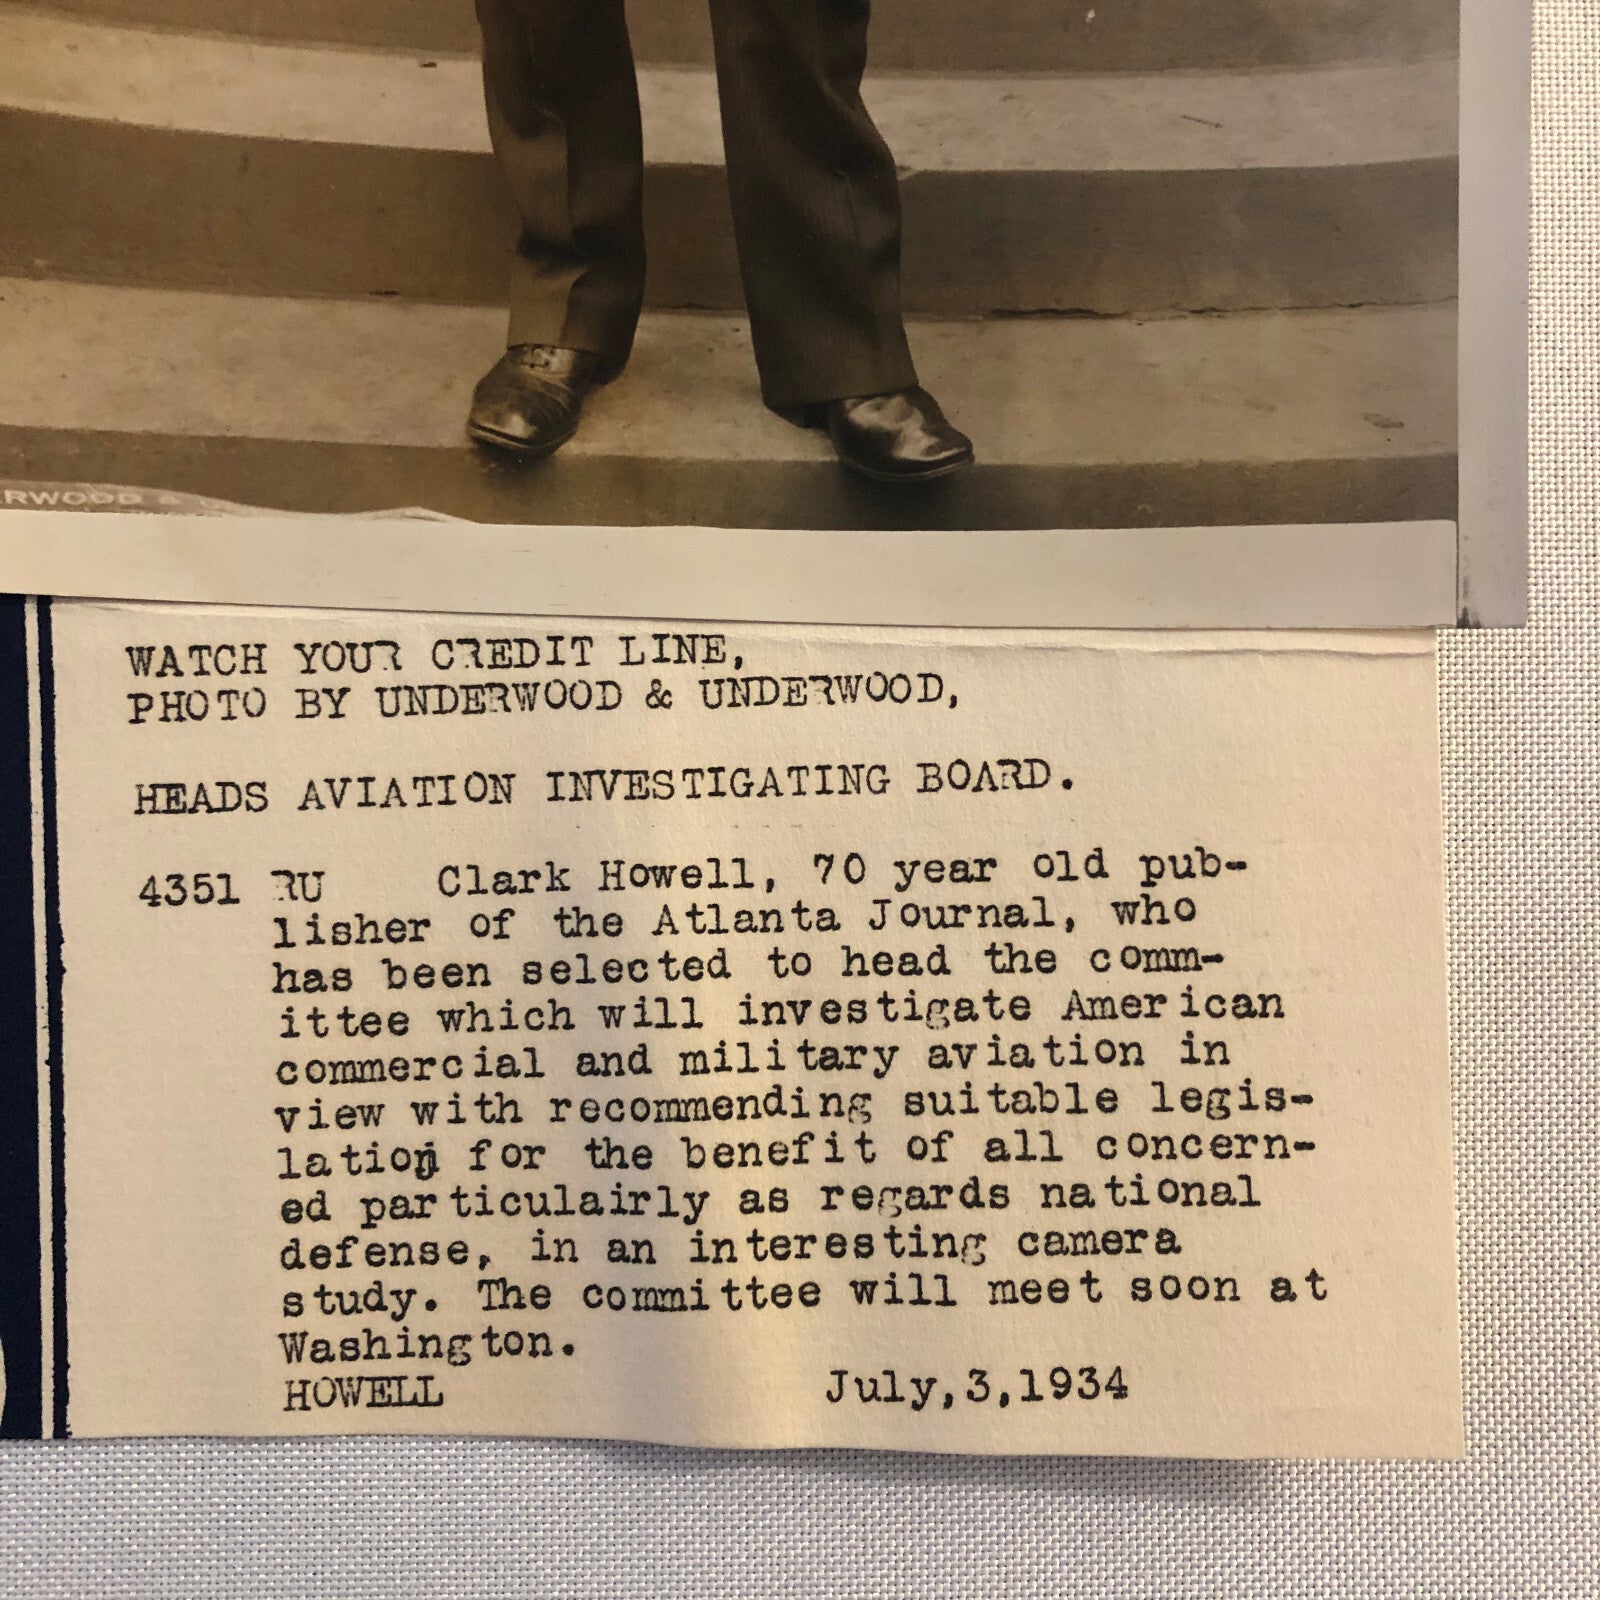 RWOOD &
WATCH YOUR CREDIT LINE,
PHOTO BY UNDERWOOD & UNDERWOOD,
HEADS AVIATION INVESTIGATING BOARD.
4351 RU Clark Howell, 70 year old pub-
lisher of the Atlanta Journal, who
has been selected to head the comm-
ittee which will investigate American
commercial and military aviation in
view with recommending suitable legis-
lation for the benefit of all concern-
ed particulairly as regards national
defense, in an interesting camera
study. The committee will meet soon at
Washington.
HOWELL July,3,1934